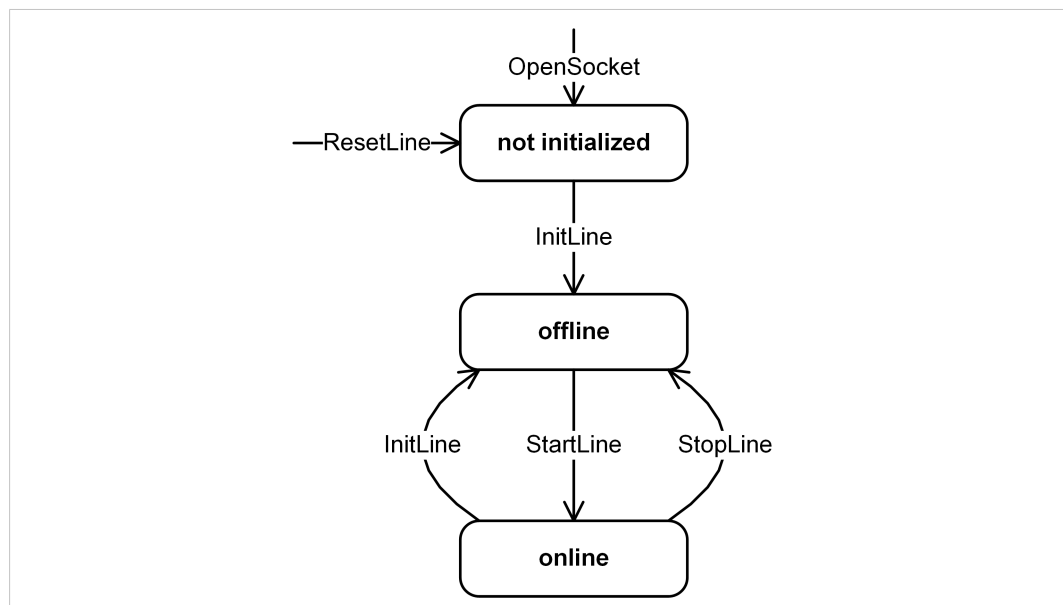 OpenSocket
ResetLine
not initialized
InitLine
offline
InitLine
StartLine
StopLine
online